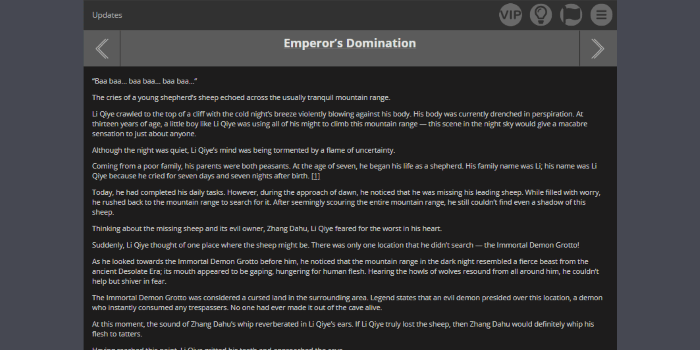 Updates
VIP
Emperor's Domination
“Baa baa... baa baa... baa baa...”
The cries of a young shepherd's sheep echoed across the usually tranquil mountain range.
Li Qiye crawled to the top of a cliff with the cold night's breeze violently blowing against his body. His body was currently drenched in perspiration. At
thirteen years of age, a little boy like Li Qiye was using all of his might to climb this mountain range — this scene in the night sky would give a macabre
sensation to just about anyone.
Although the night was quiet, Li Qiye's mind was being tormented by a flame of uncertainty.
Coming from a poor family, his parents were both peasants. At the age of seven, he began his life as a shepherd. His family name was Li; his name was Li
Qiye because he cried for seven days and seven nights after birth. [1]
Today, he had completed his daily tasks. However, during the approach of dawn, he noticed that he was missing his leading sheep. While filled with worry,
he rushed back to the mountain range to search for it. After seemingly scouring the entire mountain range, he still couldn't find even a shadow of this
sheep.
Thinking about the missing sheep and its evil owner, Zhang Dahu, Li Qiye feared for the worst in his heart.
Suddenly, Li Qiye thought of one place where the sheep might be. There was only one location that he didn't search — the Immortal Demon Grotto!
As he looked towards the Immortal Demon Grotto before him, he noticed that the mountain range in the dark night resembled a fierce beast from the
ancient Desolate Era; its mouth appeared to be gaping, hungering for human flesh. Hearing the howls of wolves resound from all around him, he couldn't
help but shiver in fear.
The Immortal Demon Grotto was considered a cursed land in the surrounding area. Legend states that an evil demon presided over this location, a demon
who instantly consumed any trespassers. No one had ever made it out of the cave alive.
At this moment, the sound of Zhang Dahu's whip reverberated in Li Qiye's ears. If Li Qiye truly lost the sheep, then Zhang Dahu would definitely whip his
flesh to tatters.